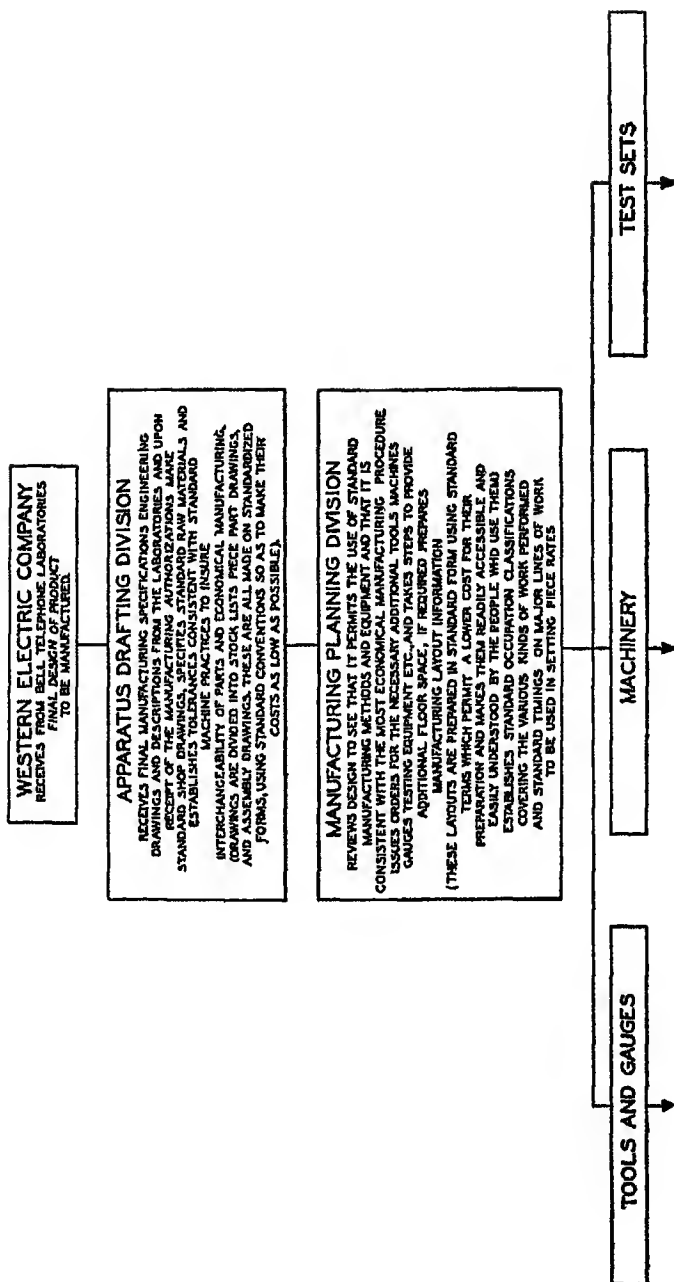 WESTERN ELECTRIC COMPANY
RECEIVES FROM BELL TELEPHONE LABORATORIES
FINAL DESIGN OF PRODUCT
TO BE MANUFACTURED.
APPARATUS DRAFTING DIVISION
RECEIVES FINAL MANUFACTURING SPECIFICATIONS ENGINEERING
DRAWINGS AND DESCRIPTIONS FROM THE LABORATORIES AND UPON
RECEIPT OF THE MANUFACTURING AUTHORIZATIONS MAKE
STANDARD SHOP DRAWINGS, SPECIFIES STANDARD RAW MATERIALS AND
ESTABLISHES TOLERANCES CONSISTENT WITH STANDARD
MACHINE PRACTICES TO INSURE
INTERCHANGEABILITY OF PARTS AND ECONOMICAL MANUFACTURING.
(DRAWINGS ARE DIVIDED INTO STOCK LISTS PIECE PART DRAWINGS,
AND ASSEMBLY DRAWINGS. THESE ARE ALL MADE ON STANDARDIZED
FORMS, USING STANDARD CONVENTIONS SO AS TO MAKE THEIR
COSTS AS LOW AS POSSIBLE).
MANUFACTURING PLANNING DIVISION
REVIEWS DESIGN TO SEE THAT IT PERMITS THE USE OF STANDARD
MANUFACTURING METHODS AND EQUIPMENT AND THAT IT IS
CONSISTENT WITH THE MOST ECONOMICAL MANUFACTURING PROCEDURE
ISSUES ORDERS FOR THE NECESSARY ADDITIONAL TOOLS MACHINES
GAUGES TESTING EQUIPMENT ETC., AND TAKES STEPS TO PROVIDE
ADDITIONAL FLOOR SPACE, IF REQUIRED PREPARES
MANUFACTURING LAYOUT INFORMATION
(THESE LAYOUTS ARE PREPARED IN STANDARD FORM USING STANDARD
TERMS WHICH PERMIT A LOWER COST FOR THEIR
PREPARATION AND MAKES THEM READILY ACCESSIBLE AND
EASILY UNDERSTOOD BY THE PEOPLE WHO USE THEM)
ESTABLISHES STANDARD OCCUPATION CLASSIFICATIONS
COVERING THE VARIOUS KINDS OF WORK PERFORMED
AND STANDARD TIMINGS ON MAJOR LINES OF WORK
TO BE USED IN SETTING PIECE RATES
TOOLS AND GAUGES
MACHINERY
TEST SETS